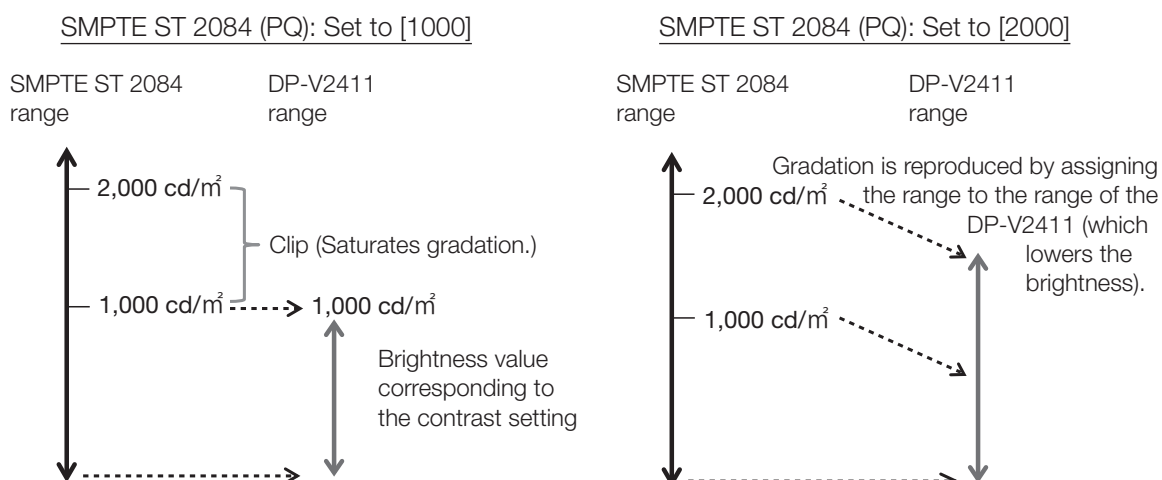 SMPTE ST 2084 (PQ): Set to [1000]
SMPTE ST 2084
range
DP-V2411
range
2,000 cd/m²
Clip (Saturates gradation.)
1,000 cd/m²
1,000 cd/m²
Brightness value
corresponding to
the contrast setting
SMPTE ST 2084 (PQ): Set to [2000]
SMPTE ST 2084
range
DP-V2411
range
Gradation is reproduced by assigning
the range to the range of the
DP-V2411 (which
lowers the
brightness).
2,000 cd/m²
1,000 cd/m²